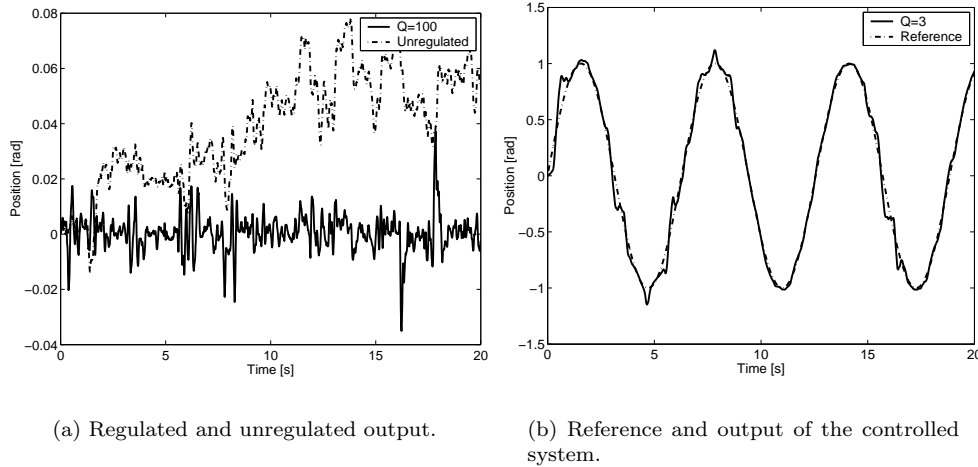 0.08
0.06
0.04
0.02
0
−0.02
−0.04
Position [rad]
Q=100
Unregulated
0 5 10 15 20
Time [s]
(a) Regulated and unregulated output.
1.5
1
0.5
0
−0.5
−1
−1.5
Position [rad]
Q=3
Reference
0 5 10 15 20
Time [s]
(b) Reference and output of the controlled
system.